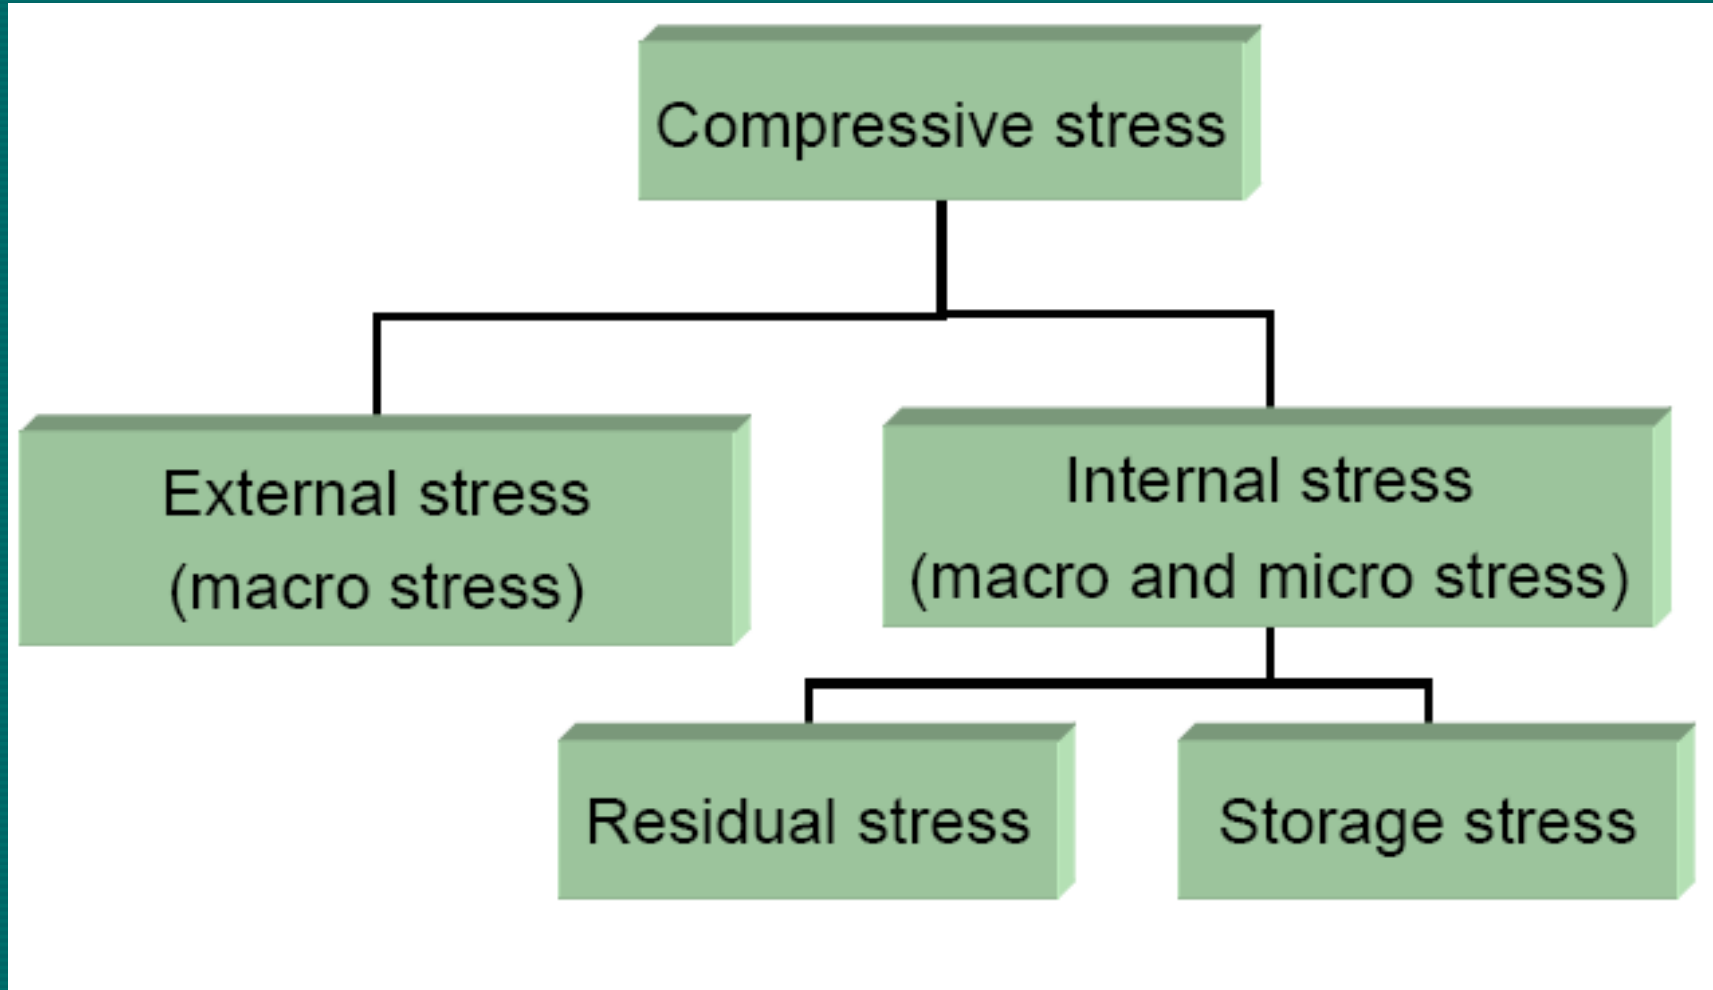 Compressive stress
External stress
(macro stress)
Internal stress
(macro and micro stress)
Residual stress
Storage stress